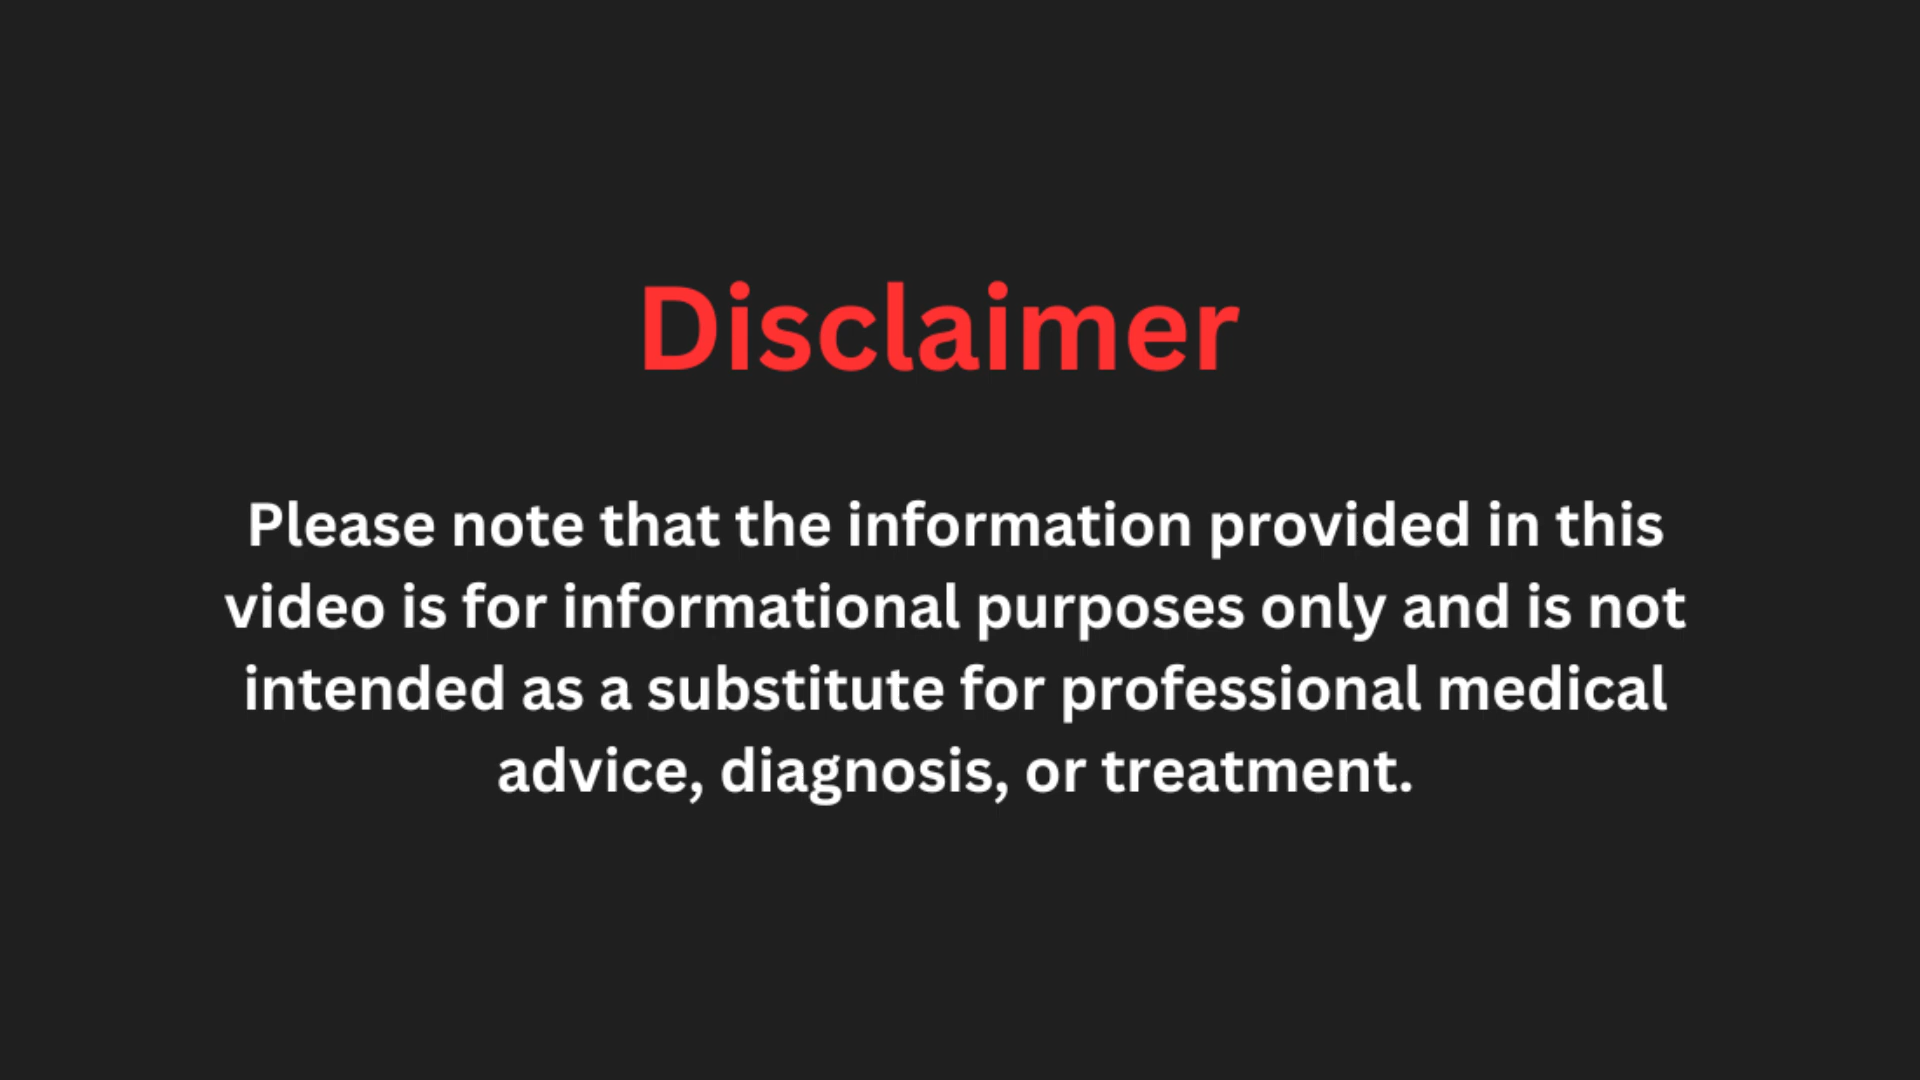 Disclaimer
Please note that the information provided in this
video is for informational purposes only and is not
intended as a substitute for professional medical
advice, diagnosis, or treatment.